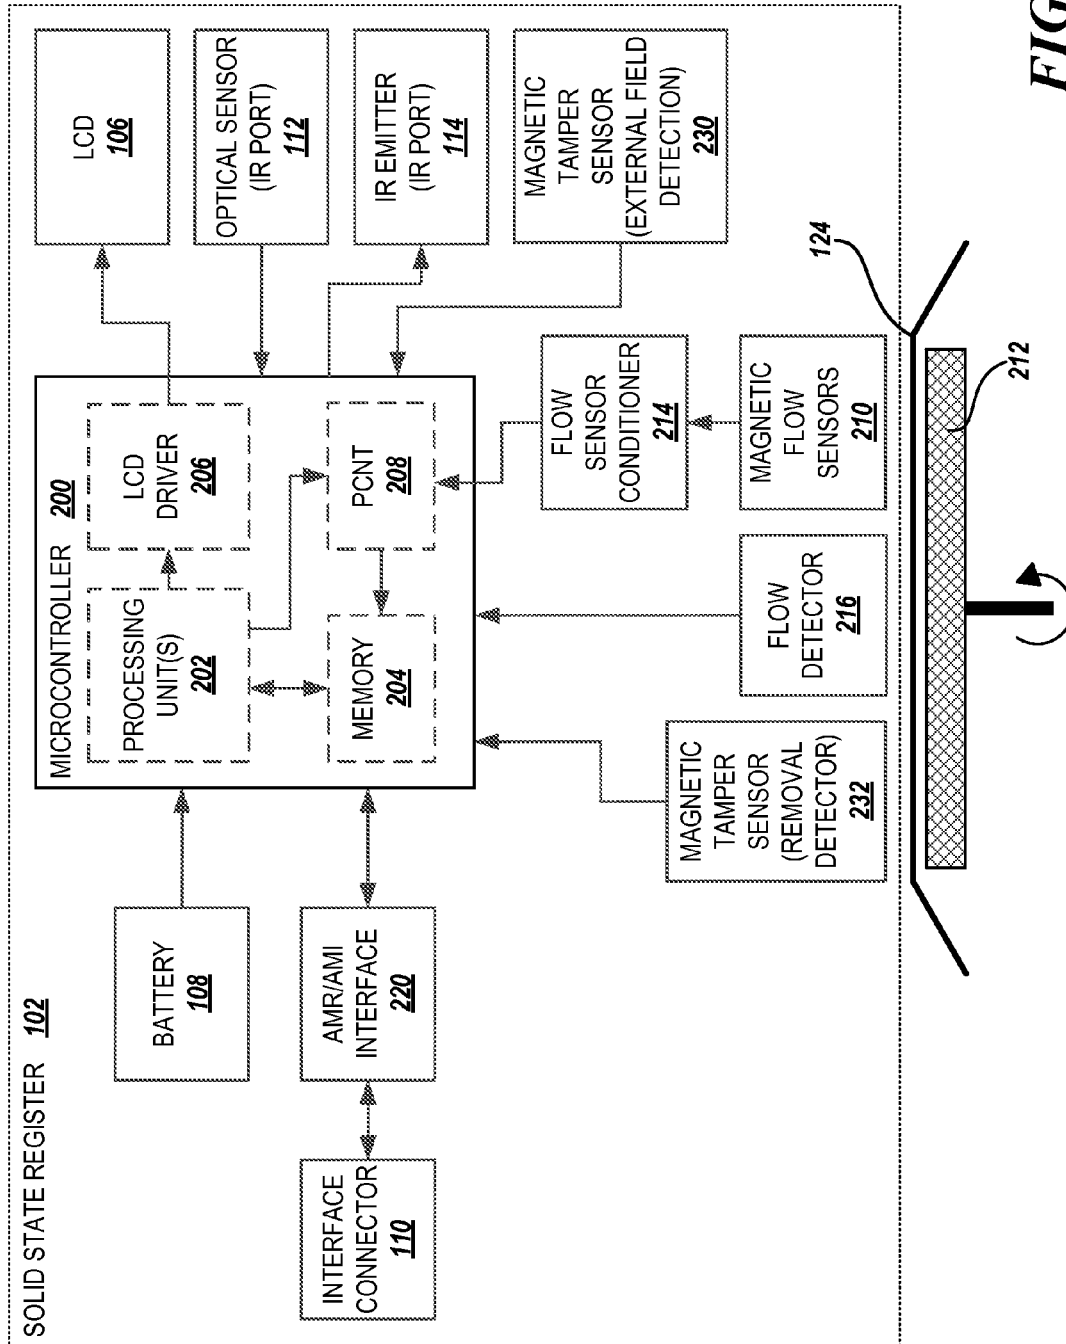 SOLID STATE REGISTER 102
MICROCONTROLLER 200
BATTERY
108
PROCESSING
UNIT(S)
202
LCD
DRIVER
206
LCD
106
OPTICAL SENSOR
(IR PORT)
112
INTERFACE
CONNECTOR
110
AMR/AMI
INTERFACE
220
MEMORY
204
PCNT
208
IR EMITTER
(IR PORT)
114
MAGNETIC
TAMPER
SENSOR
(EXTERNAL FIELD
DETECTION)
230
FLOW
SENSOR
CONDITIONER
214
MAGNETIC
TAMPER
SENSOR
(REMOVAL
DETECTOR)
232
FLOW
DETECTOR
216
MAGNETIC
FLOW
SENSORS
210
124
212
FIG